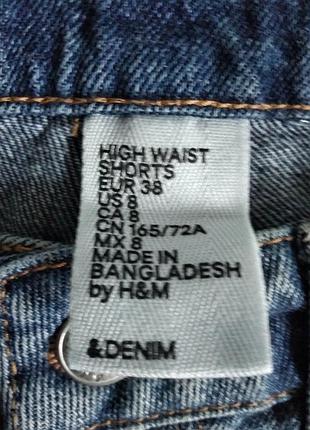 HIGH WAIST
SHORTS
EUR 38
US 8
CA 8
CN 165/72A
MX 8
MADE IN
BANGLADESH
by H&M
&DENIM